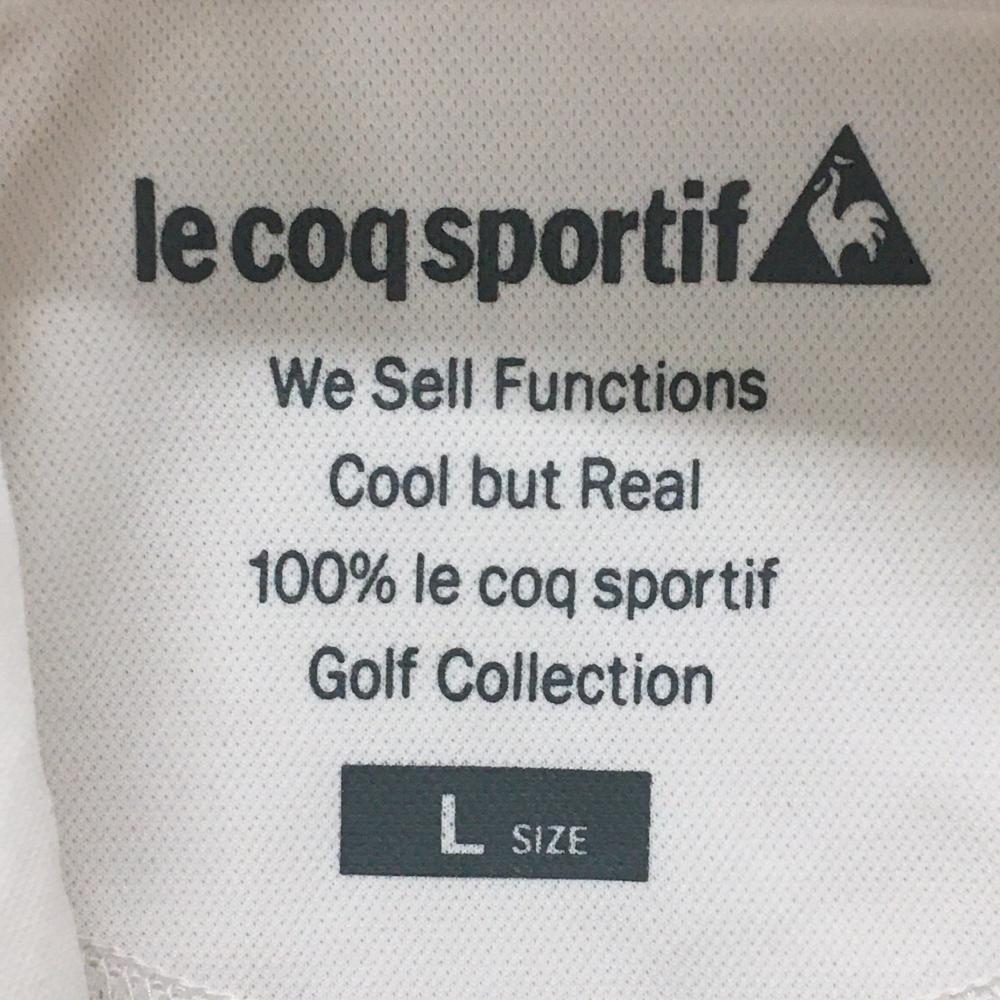 le coq sportif
We Sell Functions
Cool but Real
100% le coq sportif
Golf Collection
L SIZE